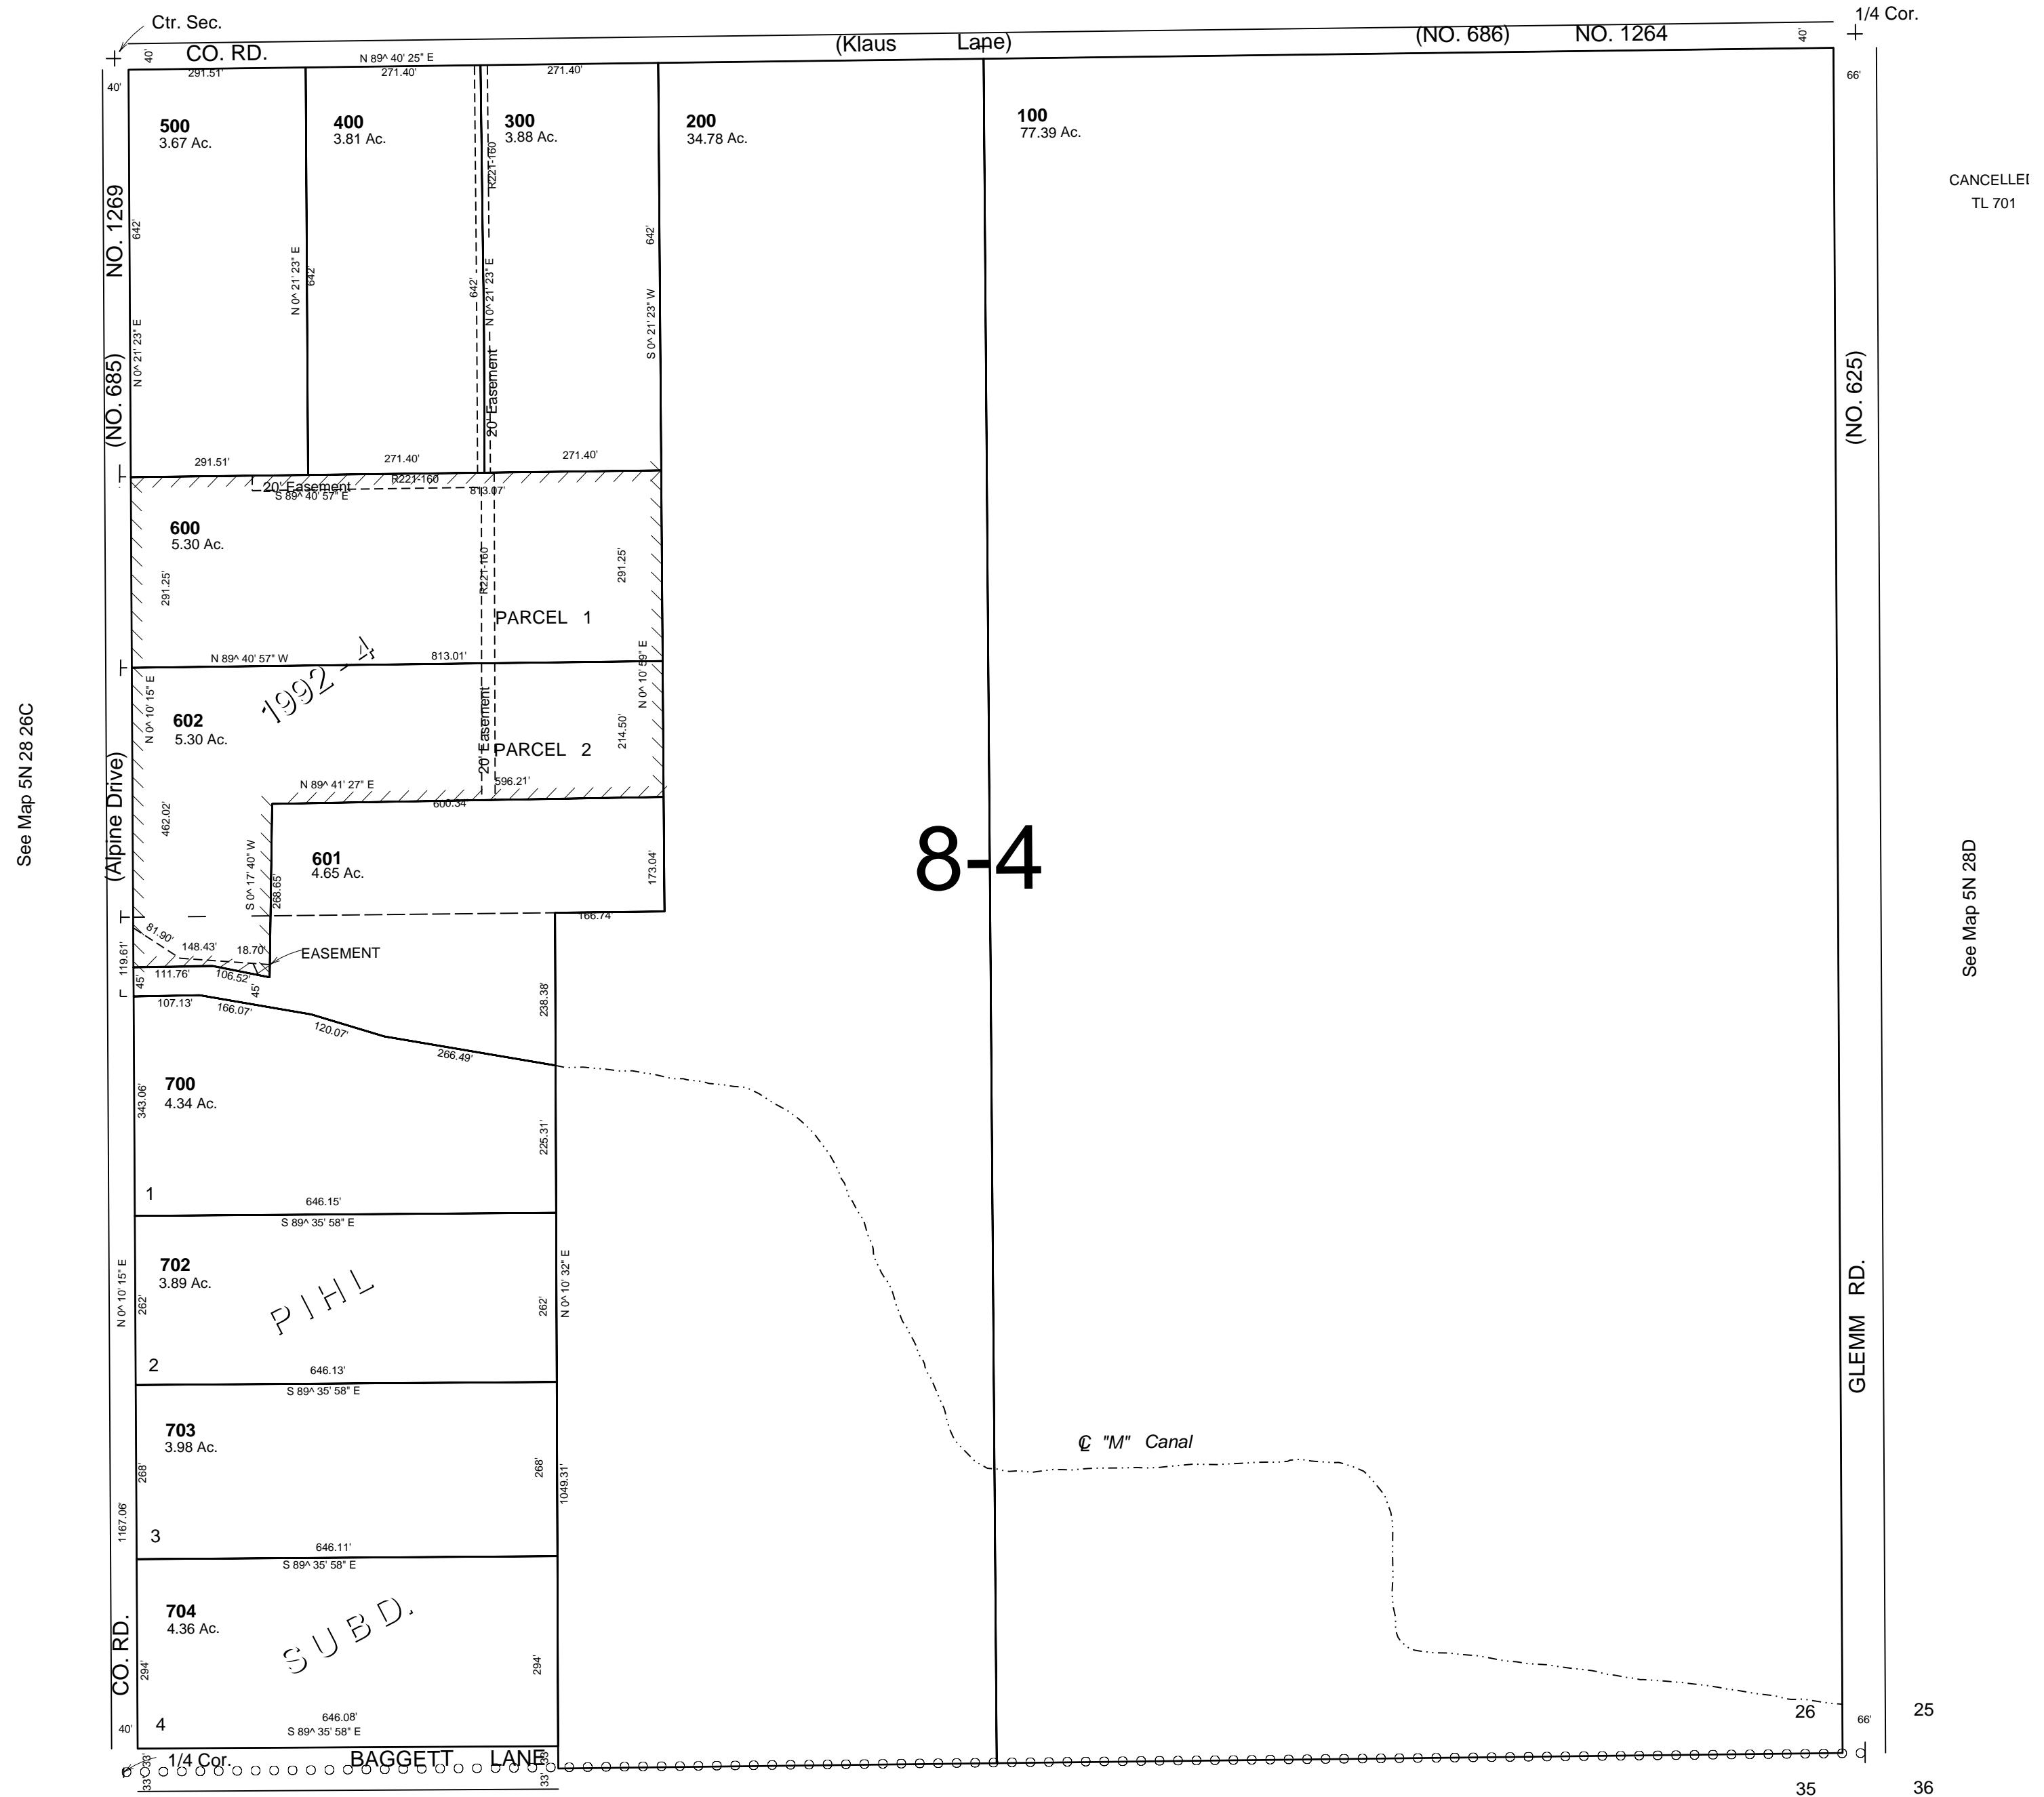 Ctr. Sec.
1/4 Cor.
40'
CO. RD.
N 89^ 40' 25" E
(Klaus Lane)
(NO. 686) NO. 1264
40'
40'
291.51'
271.40'
271.40'
66'
500
3.67 Ac.
400
3.81 Ac.
300
3.88 Ac.
200
34.78 Ac.
100
77.39 Ac.
R221-160
CANCELLED
TL 701
NO. 1269
642'
N 0^ 21' 23" E
642'
642'
N 0^ 21' 23" E
642'
S 0^ 21' 23" W
N 0^ 21' 23" E
(NO. 685)
20' Easement
(NO. 625)
291.51'
271.40'
271.40'
20' Easement
R221-160
S 89^ 40' 57" E
813.07'
600
5.30 Ac.
291.25'
R221-160
291.25'
PARCEL 1
N 89^ 40' 57" W
813.01'
N 0^ 10' 59" E
1992-4
N 0^ 10' 15" E
602
5.30 Ac.
20' Easement
214.50'
PARCEL 2
N 89^ 41' 27" E
596.21'
600.34'
See Map 5N 28 26C
(Alpine Drive)
462.02'
S 0^ 17' 40" W
268.65'
601
4.65 Ac.
173.04'
8-4
See Map 5N 28D
166.74'
81.90'
148.43'
18.70'
EASEMENT
119.61'
111.76'
106.52'
45'
45'
107.13'
166.07'
120.07'
266.49'
238.38'
700
4.34 Ac.
343.06'
225.31'
1
646.15'
S 89^ 35' 58" E
702
3.89 Ac.
N 0^ 10' 15" E
262'
PIHL
262'
N 0^ 10' 32" E
2
646.13'
S 89^ 35' 58" E
GLEMM RD.
703
3.98 Ac.
℄ "M" Canal
268'
268'
1049.31'
1167.06'
3
646.11'
S 89^ 35' 58" E
704
4.36 Ac.
SUBD.
CO. RD.
294'
294'
4
646.08'
S 89^ 35' 58" E
40'
26
25
66'
1/4 Cor.
BAGGETT LANE
33'
33'
33'
33'
35
36